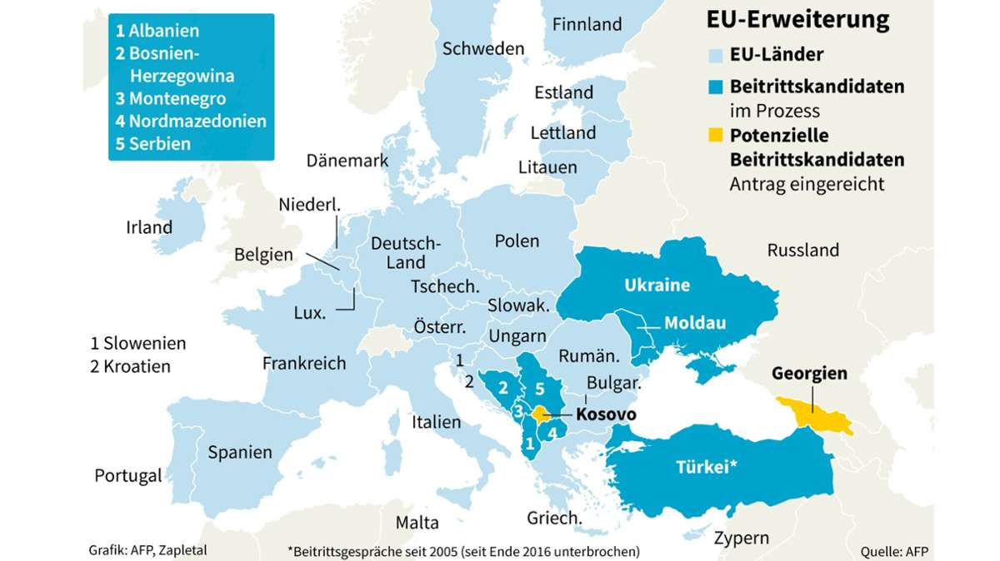 EU-Erweiterung
EU-Länder
Beitrittskandidaten
im Prozess
Potenzielle
Beitrittskandidaten
Antrag eingereicht
1 Albanien
2 Bosnien-
Herzegowina
3 Montenegro
4 Nordmazedonien
5 Serbien
Finnland
Schweden
Estland
Lettland
Litauen
Dänemark
Niederl.
Irland
Belgien
Deutsch-
Land
Polen
Russland
Tschech.
Ukraine
Slowak.
Lux.
Österr.
Moldau
Ungarn
1 Slowenien
2 Kroatien
Frankreich
1
Rumän.
2
2
5
Bulgar.
Georgien
3
Kosovo
Italien
4
1
Spanien
Türkei*
Portugal
Malta
Griech.
Zypern
Grafik: AFP, Zapletal
*Beitrittsgespräche seit 2005 (seit Ende 2016 unterbrochen)
Quelle: AFP